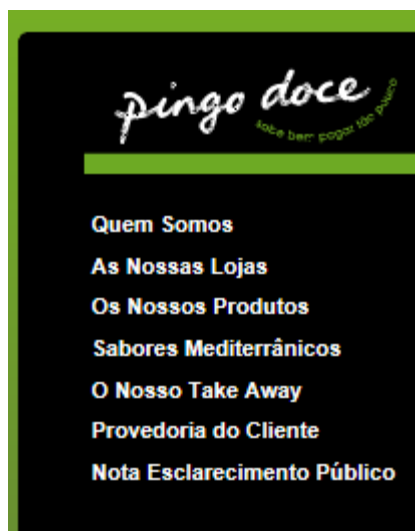 pingo doce
sabe bem pagar tão pouco
Quem Somos
As Nossas Lojas
Os Nossos Produtos
Sabores Mediterrânicos
O Nosso Take Away
Provedoria do Cliente
Nota Esclarecimento Público